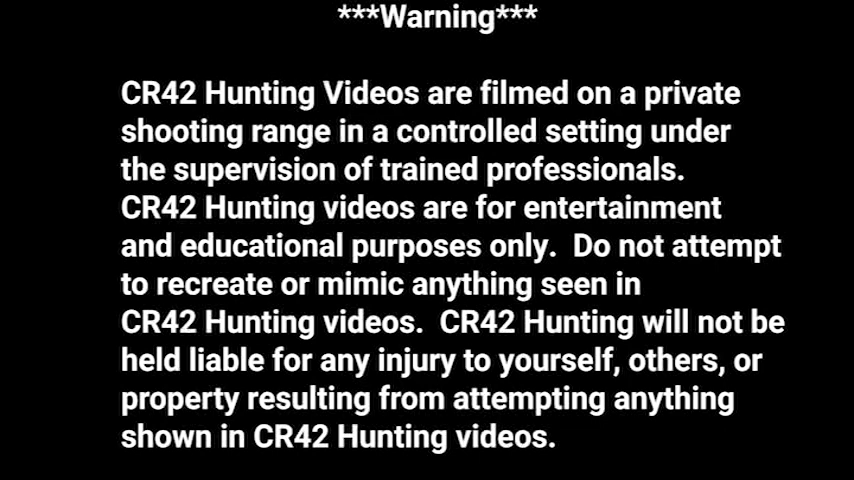 ***Warning***
CR42 Hunting Videos are filmed on a private
shooting range in a controlled setting under
the supervision of trained professionals.
CR42 Hunting videos are for entertainment
and educational purposes only.  Do not attempt
to recreate or mimic anything seen in
CR42 Hunting videos.  CR42 Hunting will not be
held liable for any injury to yourself, others, or
property resulting from attempting anything
shown in CR42 Hunting videos.